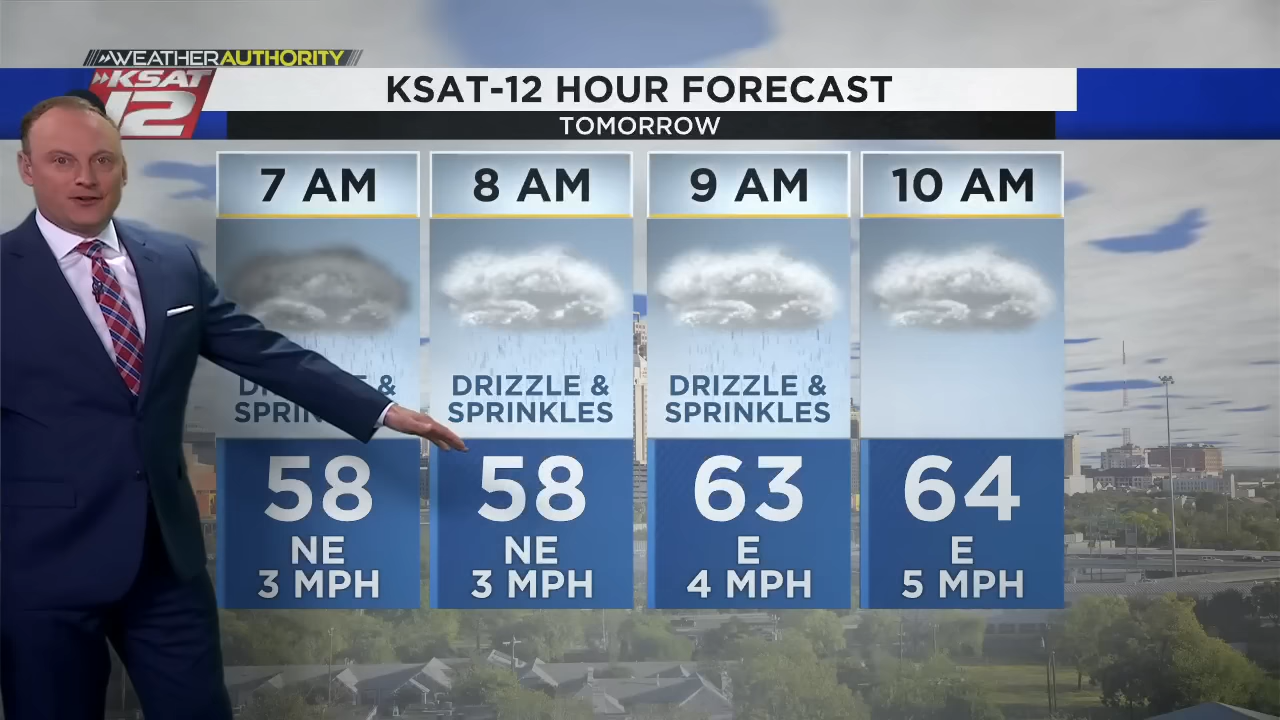 WEATHERAUTHORITY
KSAT
12
KSAT-12 HOUR FORECAST
TOMORROW
7 AM
8 AM
9 AM
10 AM
DRIZZLE &
SPRINKLES
DRIZZLE &
SPRINKLES
DRIZZLE &
SPRINKLES
58
NE
3 MPH
58
NE
3 MPH
63
E
4 MPH
64
E
5 MPH